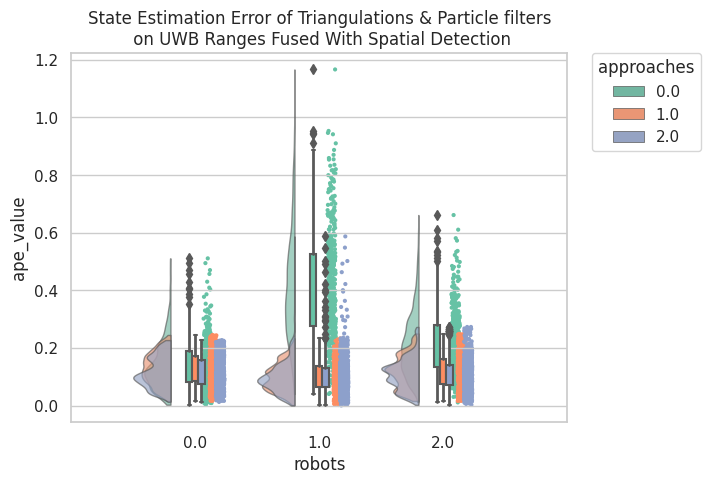 State Estimation Error of Triangulations & Particle filters
on UWB Ranges Fused With Spatial Detection
approaches
0.0
1.0
2.0
ape_value
1.2
1.0
0.8
0.6
0.4
0.2
0.0
0.0 1.0 2.0
robots